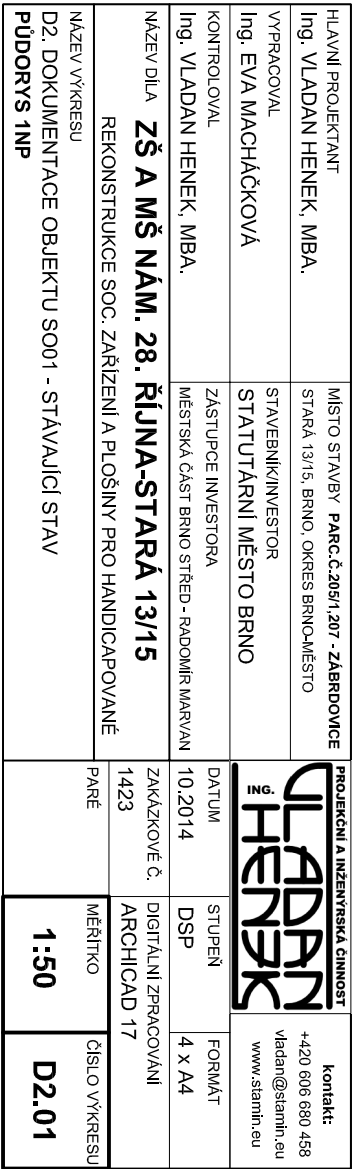 HLAVNÍ PROJEKTANT
Ing. VLADAN HENEK, MBA.
MÍSTO STAVBY PARC.Č.205/1,207 - ZÁBRDOVICE
STARÁ 13/15, BRNO, OKRES BRNO-MĚSTO
PROJEKČNÍ A INŽENÝRSKÁ ČINNOST
ING. VLADAN
HENEK
kontakt:
+420 606 680 458
vladan@stamin.eu
www.stamin.eu
VYPRACOVAL
Ing. EVA MACHÁČKOVÁ
STAVEBNÍK/INVESTOR
STATUTÁRNÍ MĚSTO BRNO
KONTROLOVAL
Ing. VLADAN HENEK, MBA.
ZÁSTUPCE INVESTORA
MĚSTSKÁ ČÁST BRNO STŘED - RADOMÍR MARVAN
DATUM
10.2014
STUPEŇ
DSP
FORMÁT
4 x A4
NÁZEV DÍLA ZŠ A MŠ NÁM. 28. ŘÍJNA-STARÁ 13/15
REKONSTRUKCE SOC. ZAŘÍZENÍ A PLOŠINY PRO HANDICAPOVANÉ
ZAKÁZKOVÉ Č.
1423
DIGITÁLNÍ ZPRACOVÁNÍ
ARCHICAD 17
NÁZEV VÝKRESU
D2. DOKUMENTACE OBJEKTU SO01 - STÁVAJÍCÍ STAV
PŮDORYS 1NP
PARÉ
MĚŘÍTKO
1:50
ČÍSLO VÝKRESU
D2.01